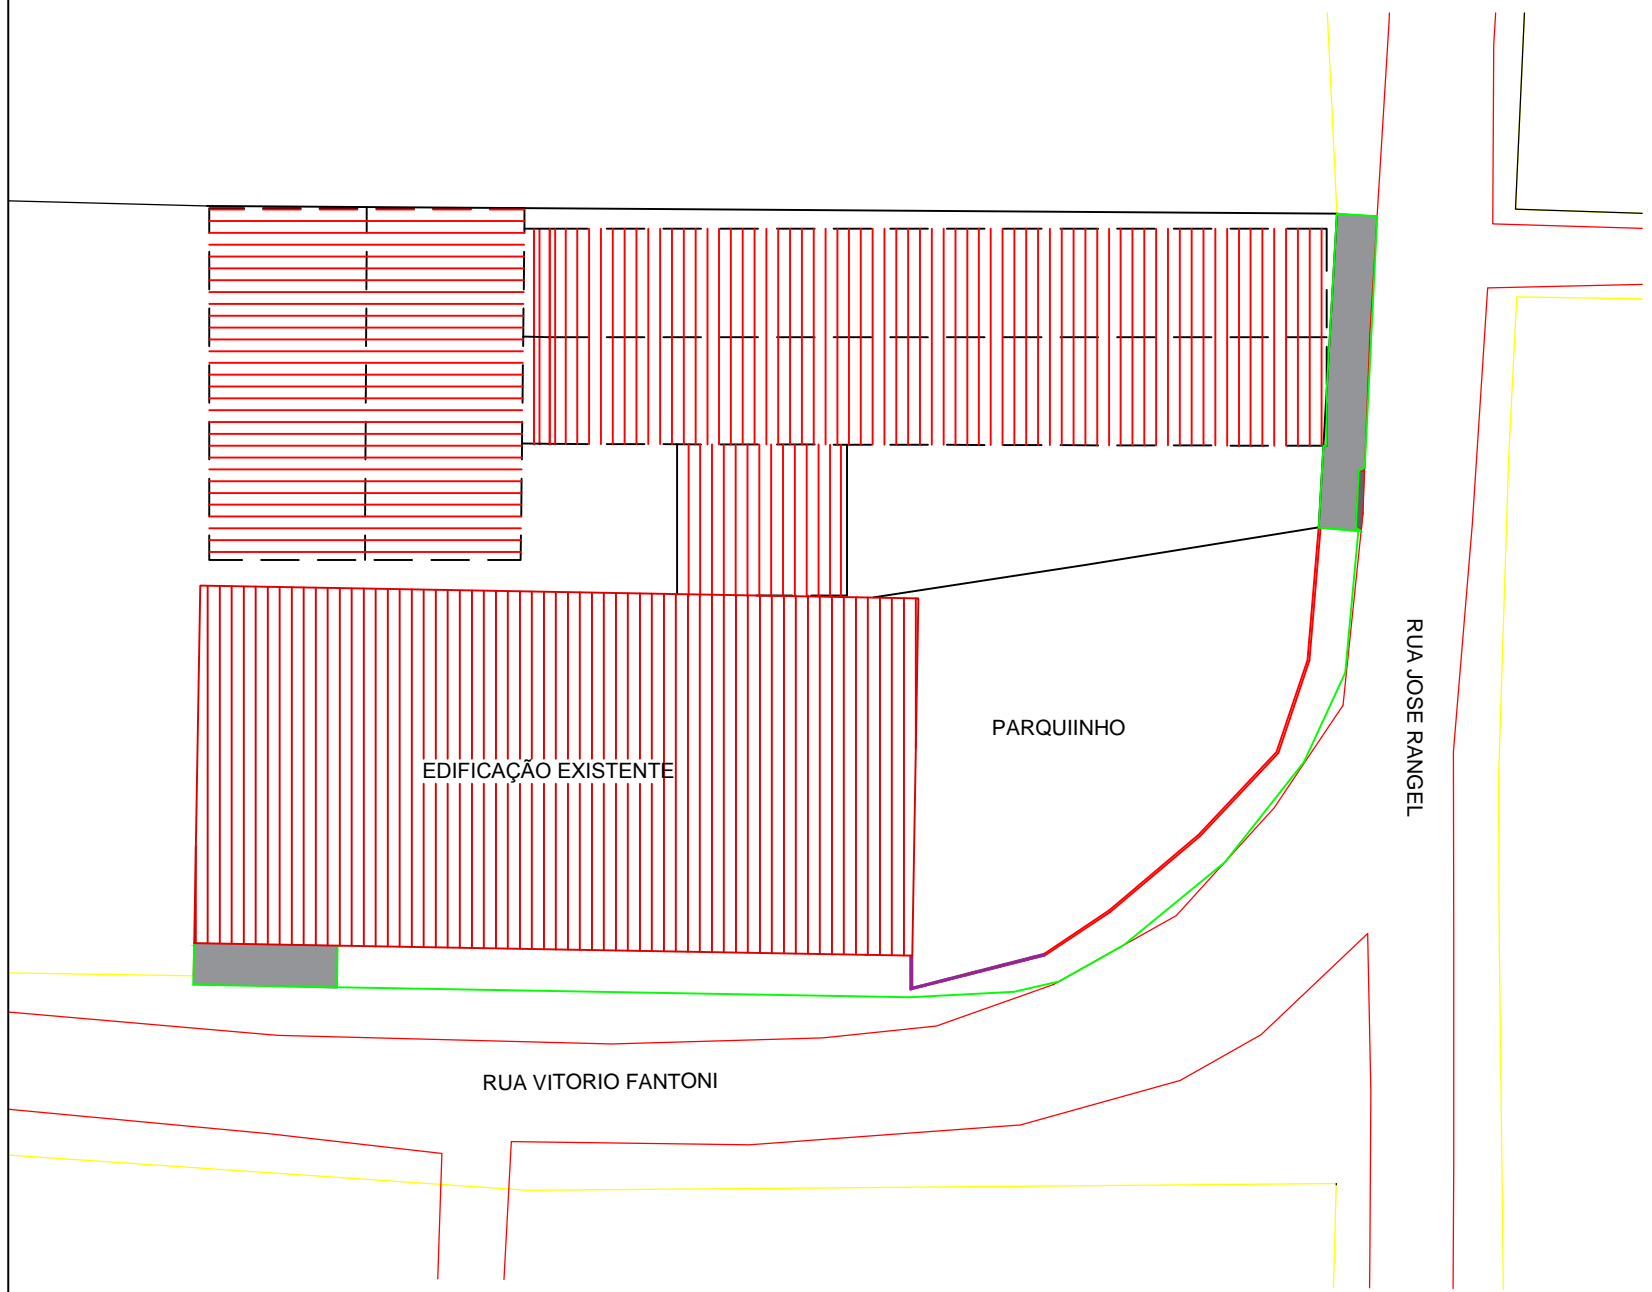 RUA JOSE RANGEL
PARQUIINHO
EDIFICAÇÃO EXISTENTE
RUA VITORIO FANTONI